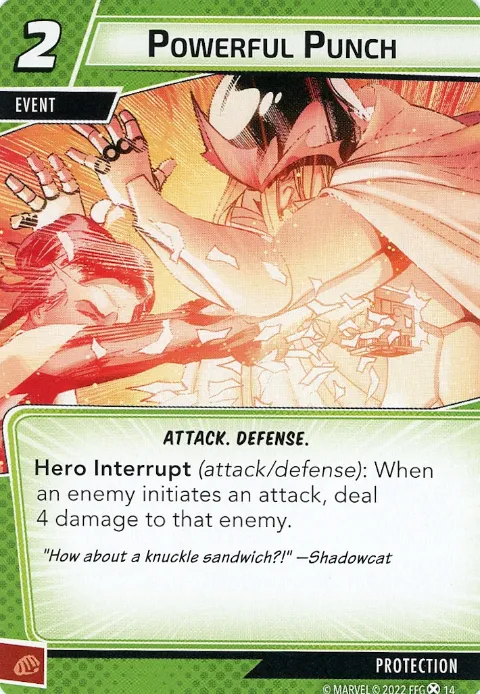 2
POWERFUL PUNCH
EVENT
ATTACK. DEFENSE.
Hero Interrupt (attack/defense): When
an enemy initiates an attack, deal
4 damage to that enemy.
"How about a knuckle sandwich?!" —Shadowcat
PROTECTION
© MARVEL © 2022 FFG 14